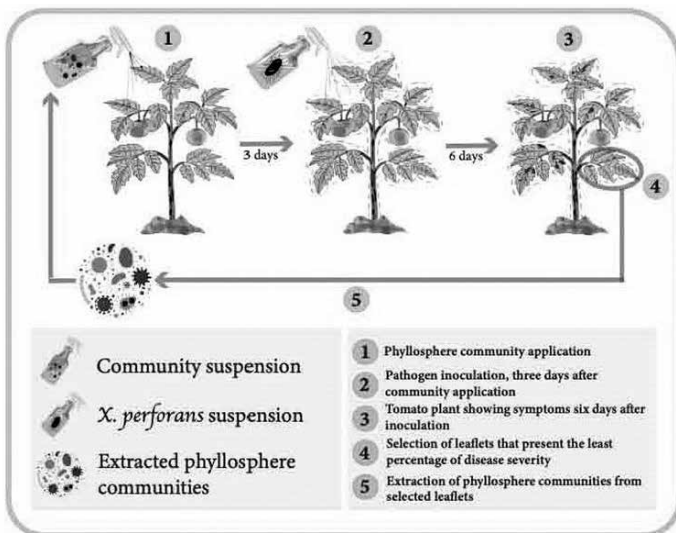 1
2
3
3 days
6 days
4
5
Community suspension
X. perforans suspension
Extracted phyllosphere
communities
1 Phyllosphere community application
2 Pathogen inoculation, three days after
community application
3 Tomato plant showing symptoms six days after
inoculation
4 Selection of leaflets that present the least
percentage of disease severity
5 Extraction of phyllosphere communities from
selected leaflets